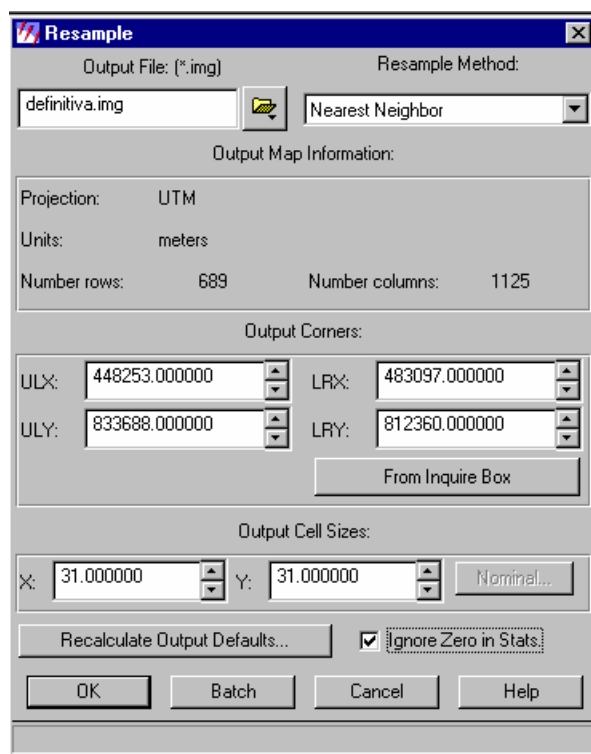 Resample
Output File: (*.img)
Resample Method:
definitiva.img
Nearest Neighbor
Output Map Information:
Projection: UTM
Units: meters
Number rows: 689 Number columns: 1125
Output Corners:
ULX: 448253.000000 LRX: 483097.000000
ULY: 833688.000000 LRY: 812360.000000
From Inquire Box
Output Cell Sizes:
X: 31.000000 Y: 31.000000 Nominal...
Recalculate Output Defaults... Ignore Zero in Stats.
OK Batch Cancel Help